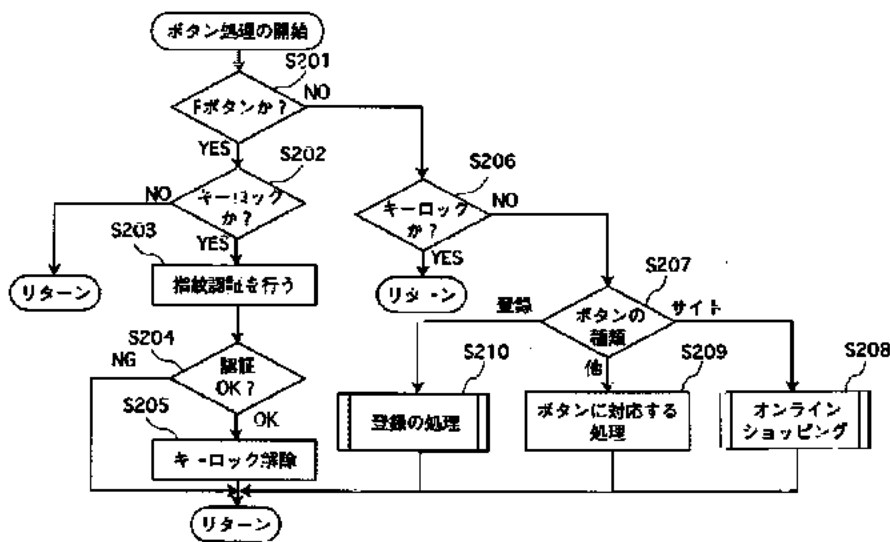 ボタン処理の開始
S201
Fボタンか？
NO
YES
S202
キーロック
か？
NO
YES
S206
キーロック
か？
NO
YES
S203
指紋認証を行う
リターン
リターン
S207
ボタンの
種類
登録
サイト
他
S204
認証
OK？
NG
OK
S210
登録の処理
S209
ボタンに対応する
処理
S208
オンライン
ショッピング
S205
キーロック解除
リターン